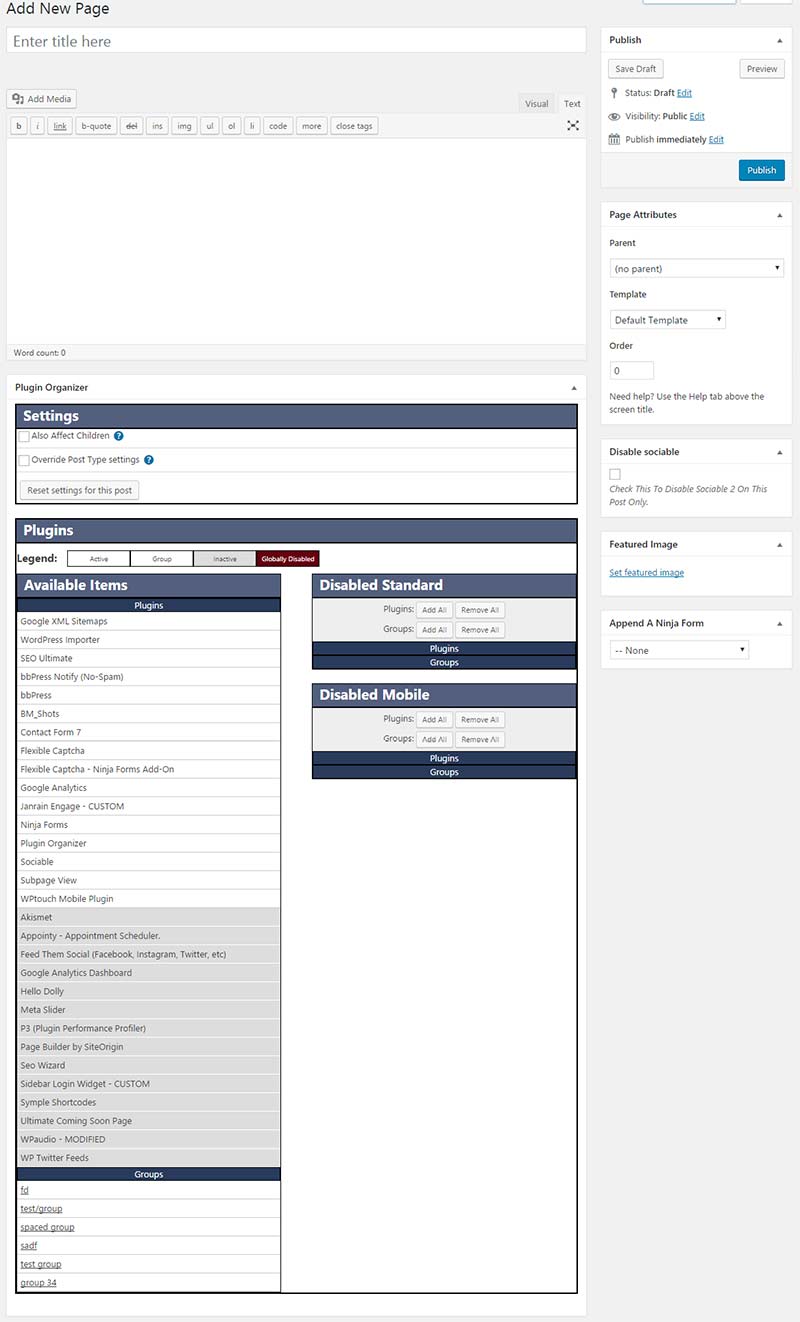 Add New Page
Enter title here
Add Media
Visual Text
b i link b-quote del ins img ul ol li code more close tags
Word count: 0
Plugin Organizer
Settings
Also Affect Children ?
Override Post Type settings ?
Reset settings for this post
Plugins
Legend: Active Group Inactive Globally Disabled
Available Items
Plugins
Google XML Sitemaps
WordPress Importer
SEO Ultimate
bbPress Notify (No-Spam)
bbPress
BM_Shots
Contact Form 7
Flexible Captcha
Flexible Captcha - Ninja Forms Add-On
Google Analytics
Janrain Engage - CUSTOM
Ninja Forms
Plugin Organizer
Sociable
Subpage View
WPtouch Mobile Plugin
Akismet
Appointy - Appointment Scheduler.
Feed Them Social (Facebook, Instagram, Twitter, etc)
Google Analytics Dashboard
Hello Dolly
Meta Slider
P3 (Plugin Performance Profiler)
Page Builder by SiteOrigin
Seo Wizard
Sidebar Login Widget - CUSTOM
Symple Shortcodes
Ultimate Coming Soon Page
WPaudio - MODIFIED
WP Twitter Feeds
Groups
fd
test/group
spaced group
sadf
test group
group 34
Disabled Standard
Plugins: Add All Remove All
Groups: Add All Remove All
Plugins
Groups
Disabled Mobile
Plugins: Add All Remove All
Groups: Add All Remove All
Plugins
Groups
Publish
Save Draft Preview
Status: Draft Edit
Visibility: Public Edit
Publish immediately Edit
Publish
Page Attributes
Parent
(no parent)
Template
Default Template
Order
0
Need help? Use the Help tab above the
screen title.
Disable sociable
Check This To Disable Sociable 2 On This
Post Only.
Featured Image
Set featured image
Append A Ninja Form
-- None